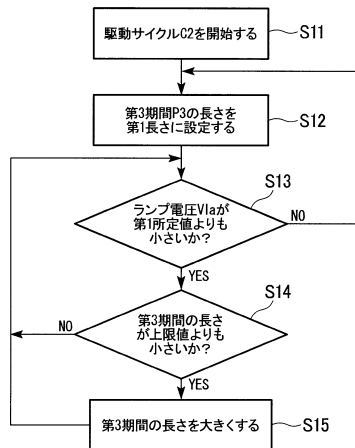 駆動サイクルC2を開始する
S11
第3期間P3の長さを
第1長さに設定する
S12
S13
ランプ電圧Vlaが
第1所定値よりも
小さいか?
NO
YES
S14
第3期間の長さ
が上限値よりも
小さいか?
NO
YES
第3期間の長さを大きくする
S15